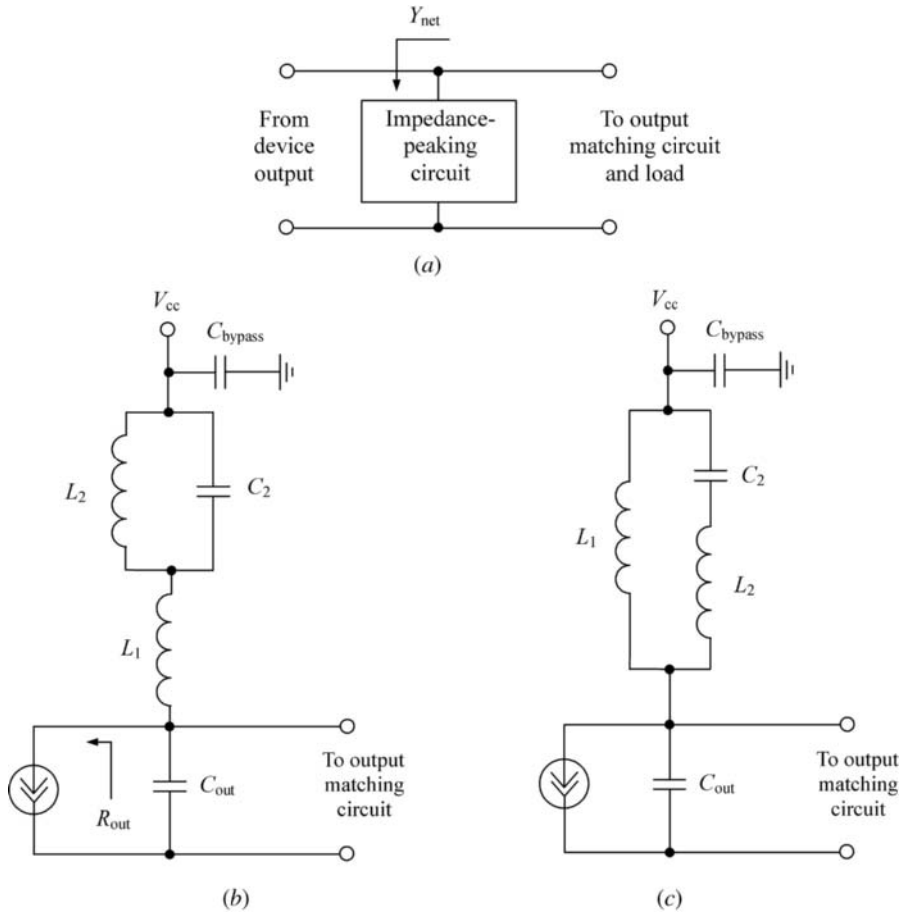 Y_net
From
device
output
Impedance-
peaking
circuit
To output
matching circuit
and load
(a)
V_cc
C_bypass
L_2
C_2
L_1
R_out
C_out
To output
matching
circuit
(b)
V_cc
C_bypass
L_1
C_2
L_2
C_out
To output
matching
circuit
(c)